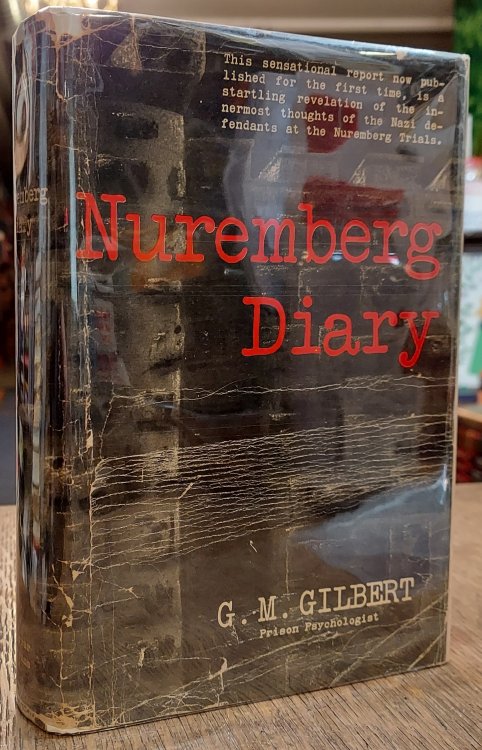 This sensational report now pub-
lished for the first time, is a
startling revelation of the in-
nermost thoughts of the Nazi de-
fendants at the Nuremberg Trials.
Nuremberg
Diary
G. M. GILBERT
Prison Psychologist